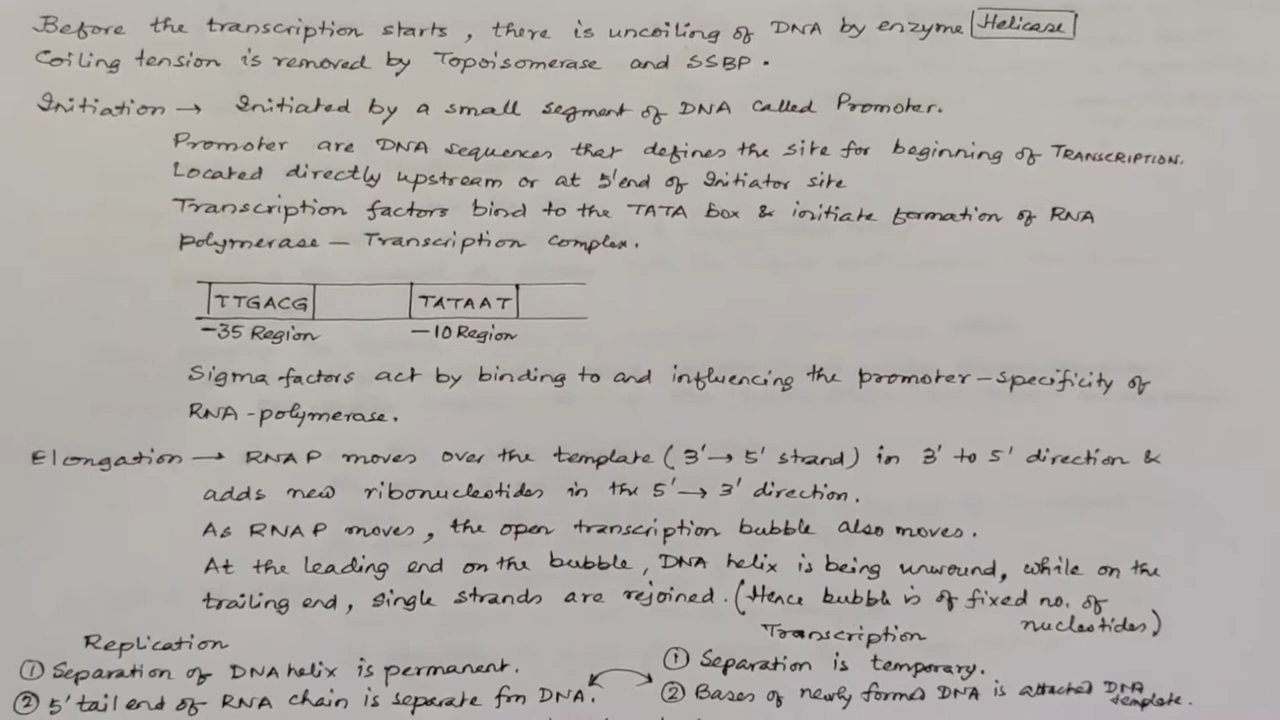 Before the transcription starts, there is uncoiling of DNA by enzyme Helicase
Coiling tension is removed by Topoisomerase and SSBP.
Initiation → Initiated by a small segment of DNA called Promoter.
Promoter are DNA sequences that defines the site for beginning of TRANSCRIPTION.
Located directly upstream or at 5' end of Initiator site
Transcription factors bind to the TATA box & initiate formation of RNA
polymerase – Transcription complex.
TTGACG TATAAT
-35 Region -10 Region
Sigma factors act by binding to and influencing the promoter-specificity of
RNA-polymerase.
Elongation → RNAP moves over the template (3'→ 5' strand) in 3' to 5' direction &
adds new ribonucleotides in the 5'→ 3' direction.
As RNAP moves, the open transcription bubble also moves.
At the leading end on the bubble, DNA helix is being unwound, while on the
trailing end, single strands are rejoined. (Hence bubble is of fixed no. of
nucleotides)
Replication Transcription
① Separation of DNA helix is permanent. ① Separation is temporary.
② 5' tail end of RNA chain is separate frm DNA. ② Bases of newly formed DNA is attached DNA template.